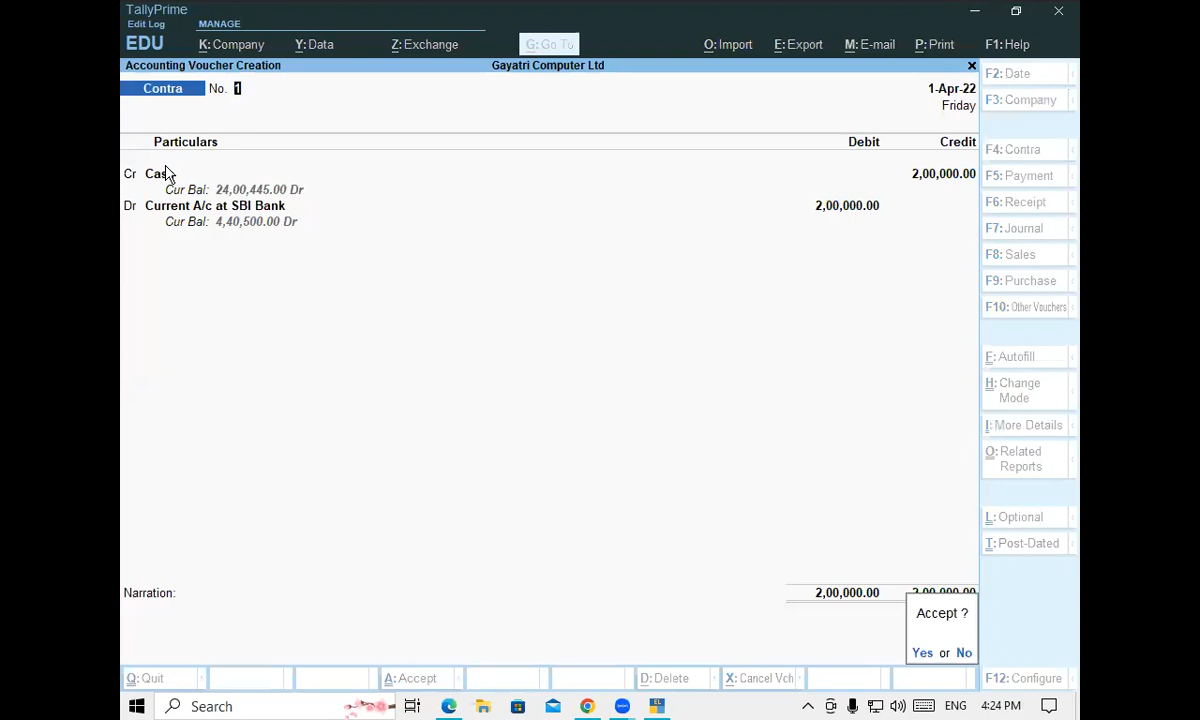 TallyPrime
Edit Log
MANAGE
EDU
K: Company
Y: Data
Z: Exchange
G: Go To
O: Import
E: Export
M: E-mail
P: Print
F1: Help
Accounting Voucher Creation
Gayatri Computer Ltd
Contra
No. 1
1-Apr-22
Friday
Particulars
Debit
Credit
Cr
2,00,000.00
Cur Bal: 24,00,445.00 Dr
Dr Current A/c at SBI Bank
2,00,000.00
Cur Bal: 4,40,500.00 Dr
Narration:
2,00,000.00
2,00,000.00
Accept ?
Yes or No
F2: Date
F3: Company
F4: Contra
F5: Payment
F6: Receipt
F7: Journal
F8: Sales
F9: Purchase
F10: Other Vouchers
F: Autofill
H: Change
Mode
I: More Details
O: Related
Reports
L: Optional
T: Post-Dated
Q: Quit
A: Accept
D: Delete
X: Cancel Vch
F12: Configure
Search
EL
ENG
4:24 PM